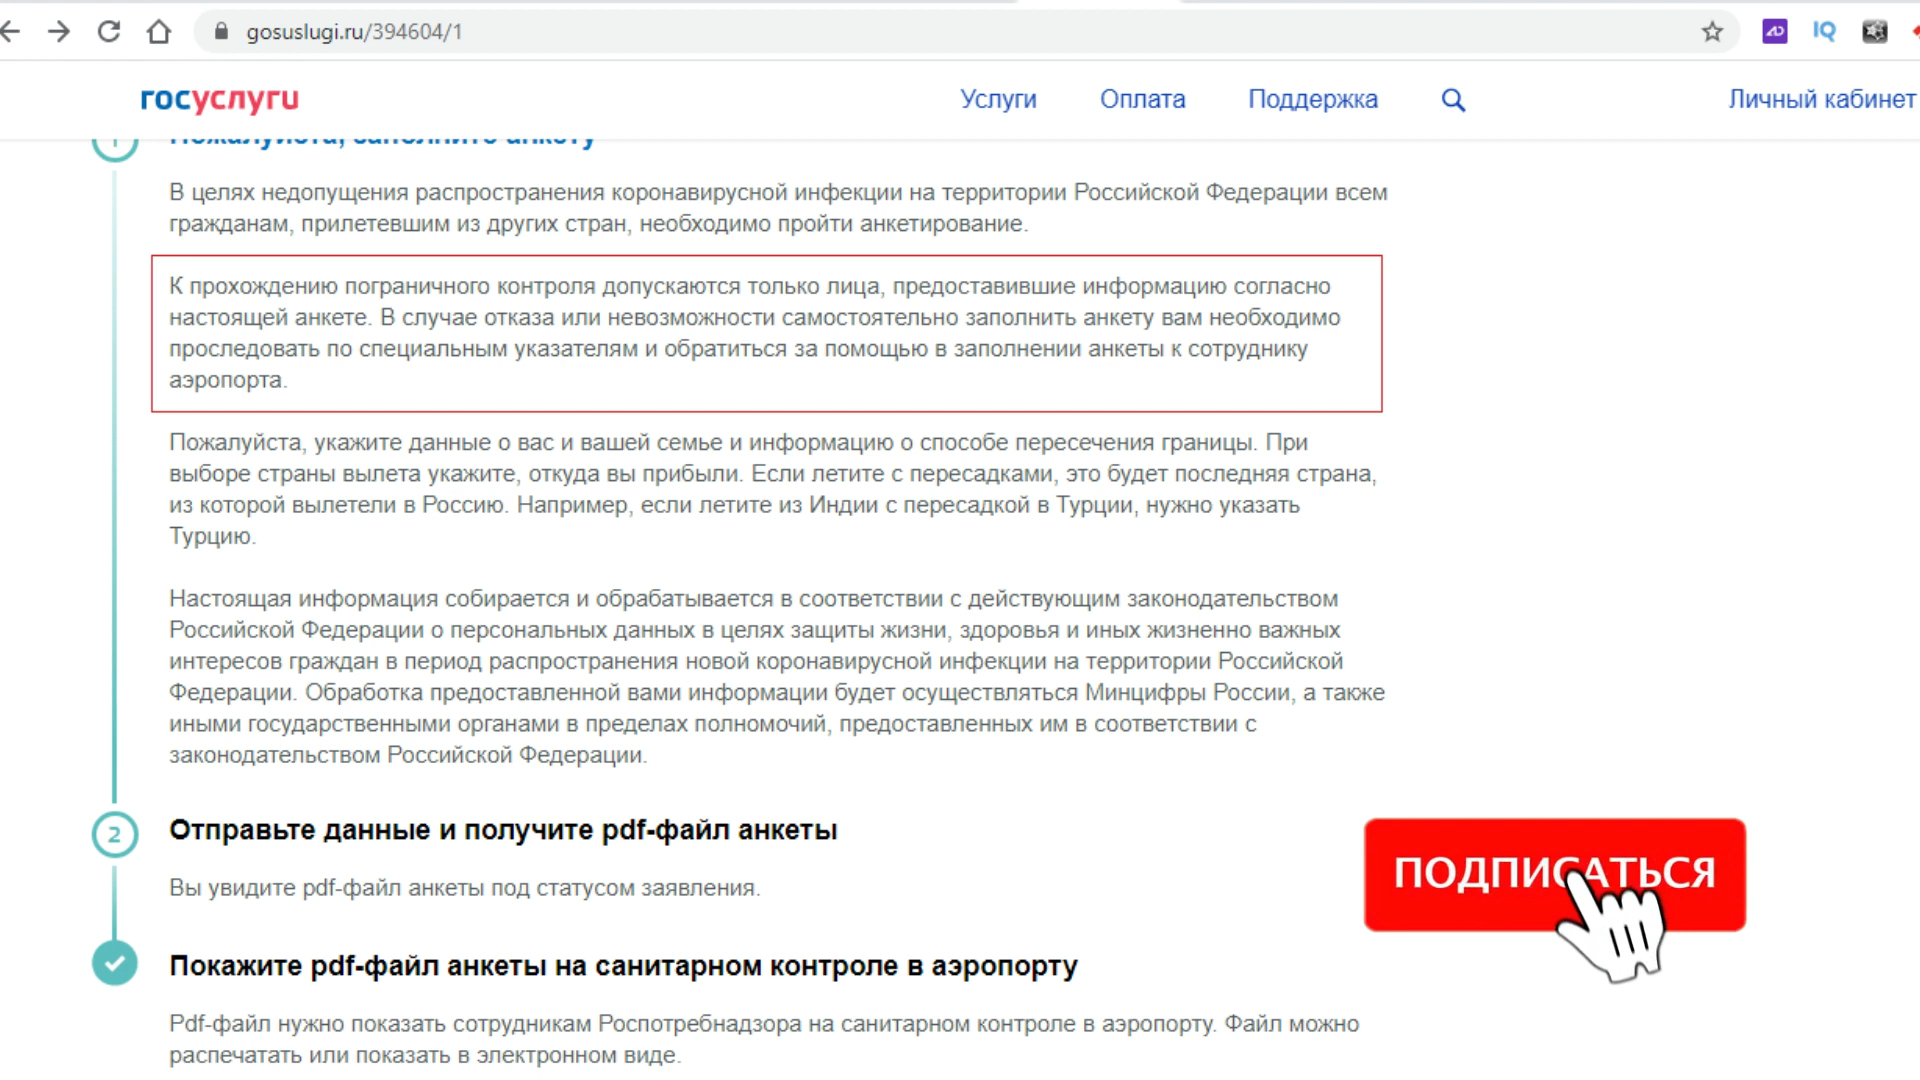 gosuslugi.ru/394604/1
IQ
госуслуги
Услуги
Оплата
Поддержка
Личный кабинет
1
Пожалуйста, заполните анкету
В целях недопущения распространения коронавирусной инфекции на территории Российской Федерации всем
гражданам, прилетевшим из других стран, необходимо пройти анкетирование.
К прохождению пограничного контроля допускаются только лица, предоставившие информацию согласно
настоящей анкете. В случае отказа или невозможности самостоятельно заполнить анкету вам необходимо
проследовать по специальным указателям и обратиться за помощью в заполнении анкеты к сотруднику
аэропорта.
Пожалуйста, укажите данные о вас и вашей семье и информацию о способе пересечения границы. При
выборе страны вылета укажите, откуда вы прибыли. Если летите с пересадками, это будет последняя страна,
из которой вылетели в Россию. Например, если летите из Индии с пересадкой в Турции, нужно указать
Турцию.
Настоящая информация собирается и обрабатывается в соответствии с действующим законодательством
Российской Федерации о персональных данных в целях защиты жизни, здоровья и иных жизненно важных
интересов граждан в период распространения новой коронавирусной инфекции на территории Российской
Федерации. Обработка предоставленной вами информации будет осуществляться Минцифры России, а также
иными государственными органами в пределах полномочий, предоставленных им в соответствии с
законодательством Российской Федерации.
2
Отправьте данные и получите pdf-файл анкеты
Вы увидите pdf-файл анкеты под статусом заявления.
ПОДПИСАТЬСЯ
Покажите pdf-файл анкеты на санитарном контроле в аэропорту
Pdf-файл нужно показать сотрудникам Роспотребнадзора на санитарном контроле в аэропорту. Файл можно
распечатать или показать в электронном виде.